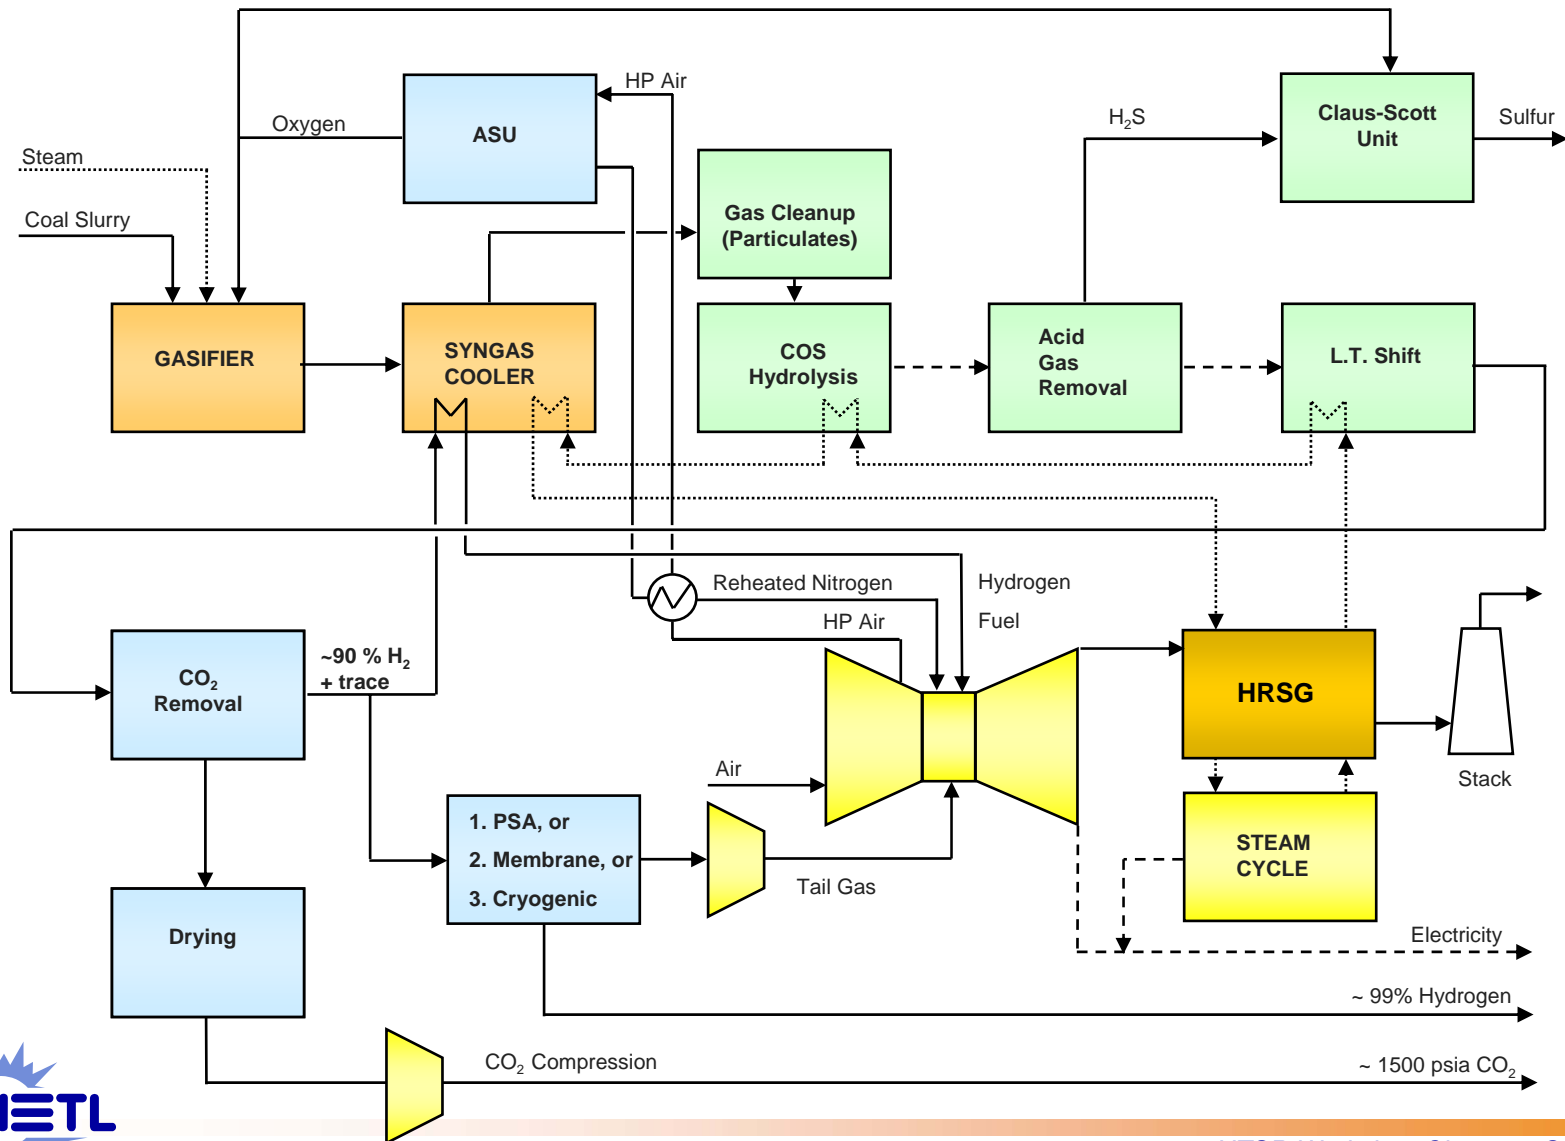 HP Air
Oxygen
ASU
H₂S
Claus-Scott
Unit
Sulfur
Steam
Coal Slurry
Gas Cleanup
(Particulates)
GASIFIER
SYNGAS
COOLER
COS
Hydrolysis
Acid
Gas
Removal
L.T. Shift
Reheated Nitrogen
Hydrogen
Fuel
HP Air
CO₂
Removal
~90 % H₂
+ trace
HRSG
Air
Stack
1. PSA, or
2. Membrane, or
3. Cryogenic
Tail Gas
STEAM
CYCLE
Drying
Electricity
~ 99% Hydrogen
CO₂ Compression
~ 1500 psia CO₂
NETL